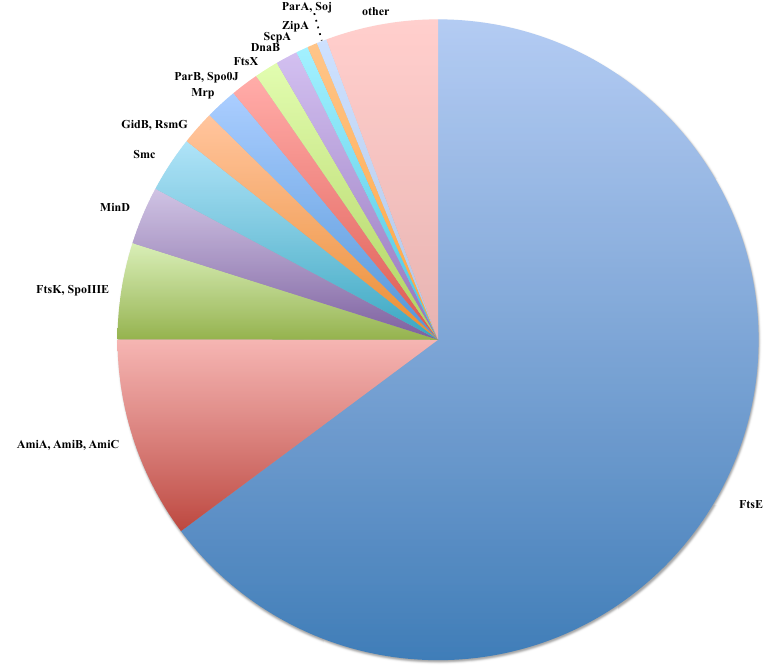 ParA, Soj
other
ZipA
ScpA
DnaB
FtsX
ParB, Spo0J
Mrp
GidB, RsmG
Smc
MinD
FtsK, SpoIIIE
AmiA, AmiB, AmiC
FtsE